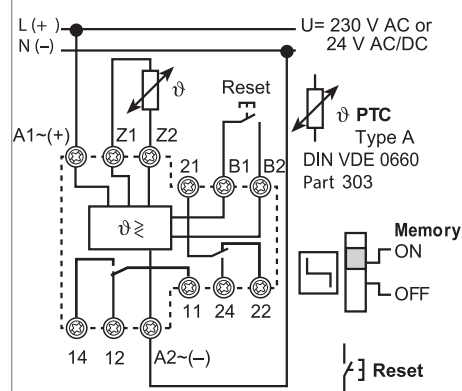 L (+)
N (–)
U= 230 V AC or
24 V AC/DC
ϑ
Reset
ϑ PTC
Type A
DIN VDE 0660
Part 303
A1~(+)
Z1
Z2
21
B1
B2
ϑ ≥
Memory
ON
OFF
11
24
22
14
12
A2~(–)
Reset